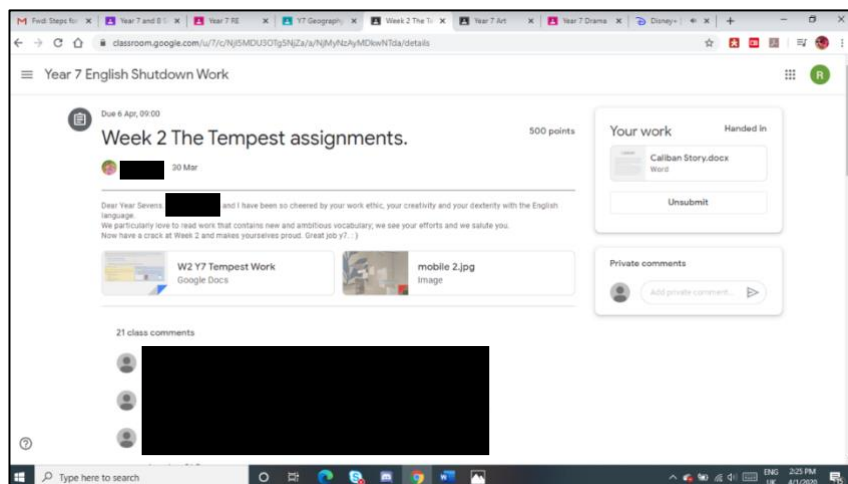 Fwd: Steps for
Year 7 and 8 S
Year 7 RE
Y7 Geography
Week 2 The Te
Year 7 Art
Year 7 Drama
Disney+
classroom.google.com/u/7/c/
Year 7 English Shutdown Work
R
Due 6 Apr, 09:00
Week 2 The Tempest assignments.
500 points
30 Mar
Dear Year Sevens. and I have been so cheered by your work ethic, your creativity and your dexterity with the English
language.
We particularly love to read work that contains new and ambitious vocabulary; we see your efforts and we salute you.
Now have a crack at Week 2 and makes yourselves proud. Great job y7. :)
W2 Y7 Tempest Work
Google Docs
mobile 2.jpg
Image
21 class comments
Your work
Handed in
Caliban Story.docx
Word
Unsubmit
Private comments
Add private comment...
Type here to search
ENG
UK
2:25 PM
4/1/2020